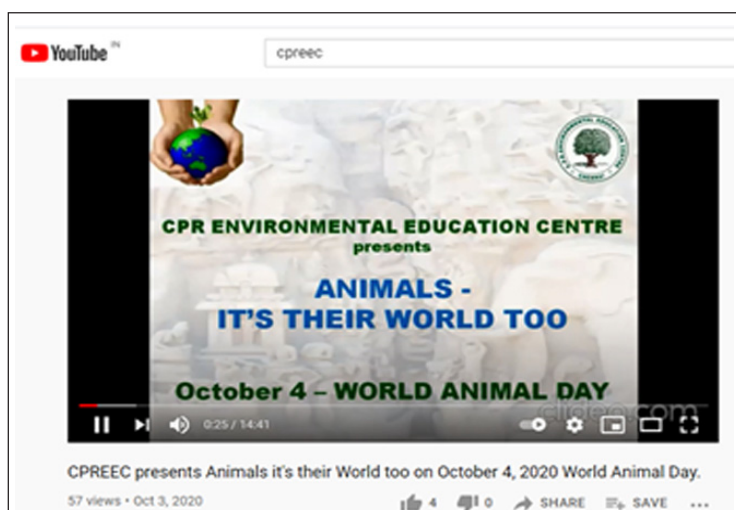 YouTube IN
cpreec
CPR ENVIRONMENTAL EDUCATION CENTRE
presents
ANIMALS -
IT'S THEIR WORLD TOO
October 4 – WORLD ANIMAL DAY
clideo.com
0:25 / 14:41
CPREEC presents Animals it's their World too on October 4, 2020 World Animal Day.
57 views • Oct 3, 2020
4
0
SHARE
SAVE